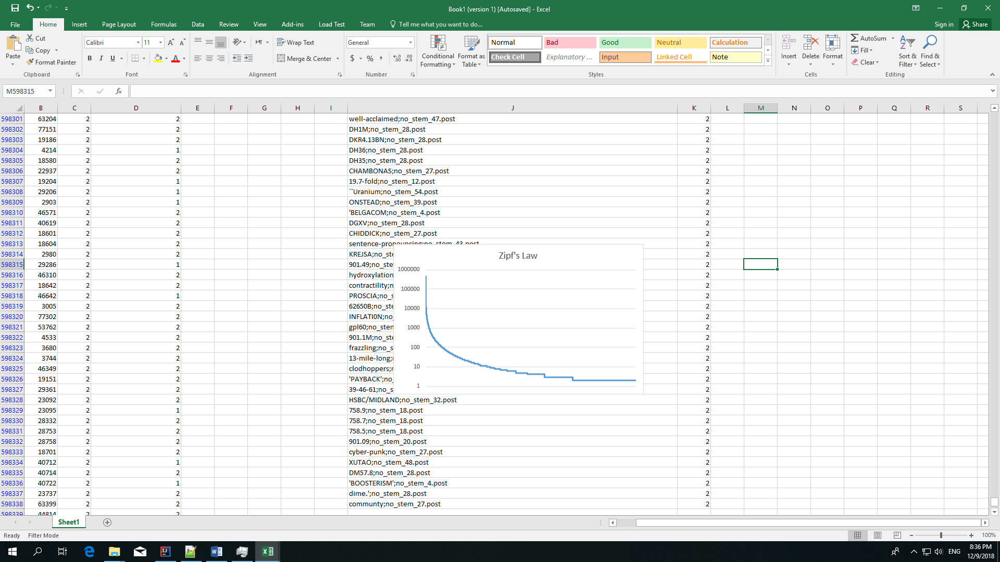 Book1 (version 1) [Autosaved] - Excel
File Home Insert Page Layout Formulas Data Review View Add-ins Load Test Team Tell me what you want to do... Sign in Share
Paste Cut Copy Format Painter Clipboard
Calibri 11 B I U Font
Wrap Text Merge & Center Alignment
General $ % Number
Conditional Formatting Format as Table
Normal Bad Good Neutral Calculation
Check Cell Explanatory ... Input Linked Cell Note
Styles
Insert Delete Format Cells
AutoSum Fill Clear Sort & Filter Find & Select Editing
M598315 fx
B C D E F G H I J K L M N O P Q R S
598301 63204 2 2 well-acclaimed;no_stem_47.post 2
598302 77151 2 2 DH1M;no_stem_28.post 2
598303 19186 2 2 DKR4.13BN;no_stem_28.post 2
598304 4214 2 1 DH36;no_stem_28.post 2
598305 18580 2 2 DH35;no_stem_28.post 2
598306 22937 2 2 CHAMBONAS;no_stem_27.post 2
598307 19204 2 1 19.7-fold;no_stem_12.post 2
598308 29206 2 1 ``Uranium;no_stem_54.post 2
598309 2903 2 1 ONSTEAD;no_stem_39.post 2
598310 46571 2 2 'BELGACOM;no_stem_4.post 2
598311 40619 2 2 DGXV;no_stem_28.post 2
598312 18601 2 2 CHIDDICK;no_stem_27.post 2
598313 18604 2 2 sentence-pronouncing;no_stem_43.post 2
598314 2980 2 2 KREJSA;no_ste 2
598315 29286 2 1 901.49;no_ste 2
598316 46310 2 2 hydroxylation 2
598317 18642 2 2 contractility;n 2
598318 46642 2 1 PROSCIA;no_s 2
598319 3005 2 2 62650B;no_ste 2
598320 77302 2 2 INFLATI0N;no_ 2
598321 53762 2 2 gpl60;no_sten 2
598322 4533 2 2 901.1M;no_ste 2
598323 3680 2 2 frazzling;no_s 2
598324 3744 2 2 13-mile-long; 2
598325 46349 2 2 clodhoppers; 2
598326 19151 2 2 'PAYBACK';no_ 2
598327 29361 2 2 39-46-61;no_s 2
598328 23092 2 2 HSBC/MIDLAND;no_stem_32.post 2
598329 23095 2 1 758.9;no_stem_18.post 2
598330 28332 2 2 758.7;no_stem_18.post 2
598331 28753 2 2 758.5;no_stem_18.post 2
598332 28758 2 2 901.09;no_stem_20.post 2
598333 18701 2 2 cyber-punk;no_stem_27.post 2
598334 40712 2 1 XUTAO;no_stem_48.post 2
598335 40714 2 2 DM57.8;no_stem_28.post 2
598336 40722 2 1 'BOOSTERISM';no_stem_4.post 2
598337 23737 2 2 dime.';no_stem_28.post 2
598338 63399 2 2 communty;no_stem_27.post 2
598339 44814 2 2
Zipf's Law
1000000
100000
10000
1000
100
10
1
Sheet1
Ready Filter Mode 100%
ENG 8:36 PM
12/9/2018